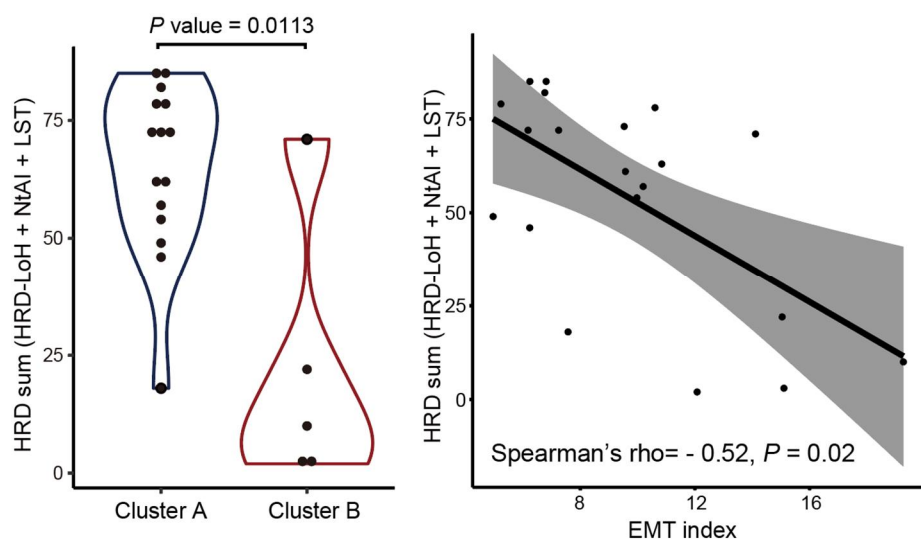 P value = 0.0113
HRD sum (HRD-LoH + NtAI + LST)
75
50
25
0
Cluster A
Cluster B
HRD sum (HRD-LoH + NtAI + LST)
75
50
25
0
Spearman's rho= - 0.52, P = 0.02
8
12
16
EMT index